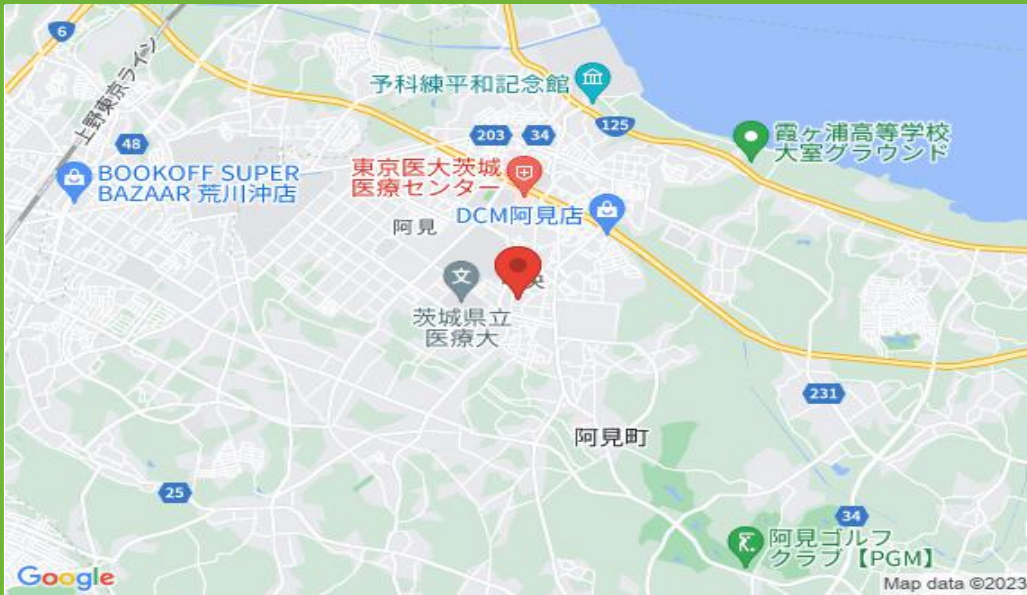 6
上野東京ライン
予科練平和記念館
125
203
34
48
霞ヶ浦高等学校
大室グラウンド
BOOKOFF SUPER
BAZAAR 荒川沖店
東京医大茨城
医療センター
DCM阿見店
阿見
央
茨城県立
医療大
231
阿見町
25
34
阿見ゴルフ
クラブ【PGM】
Google
Map data ©2023